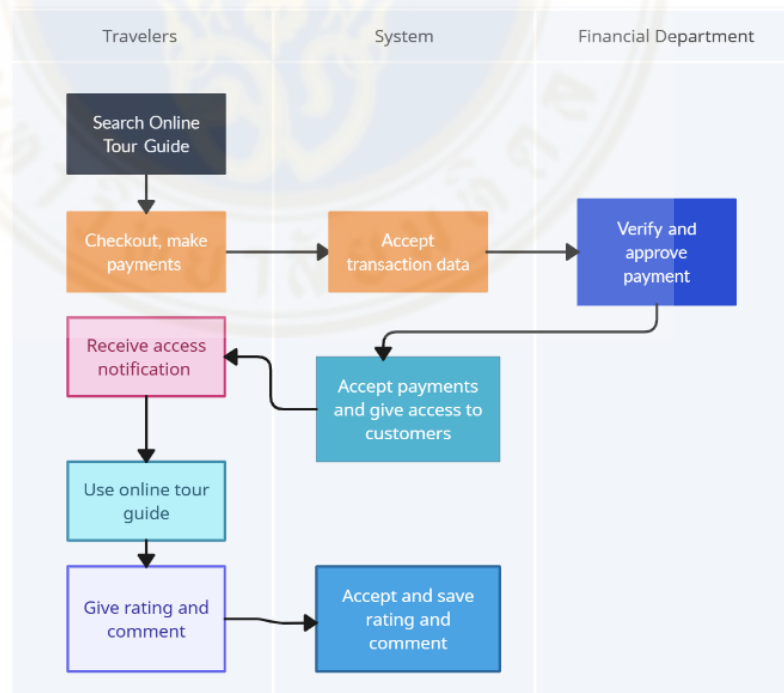 Travelers
System
Financial Department
Search Online
Tour Guide
Checkout, make
payments
Accept
transaction data
Verify and
approve
payment
Receive access
notification
Accept payments
and give access to
customers
Use online tour
guide
Give rating and
comment
Accept and save
rating and
comment